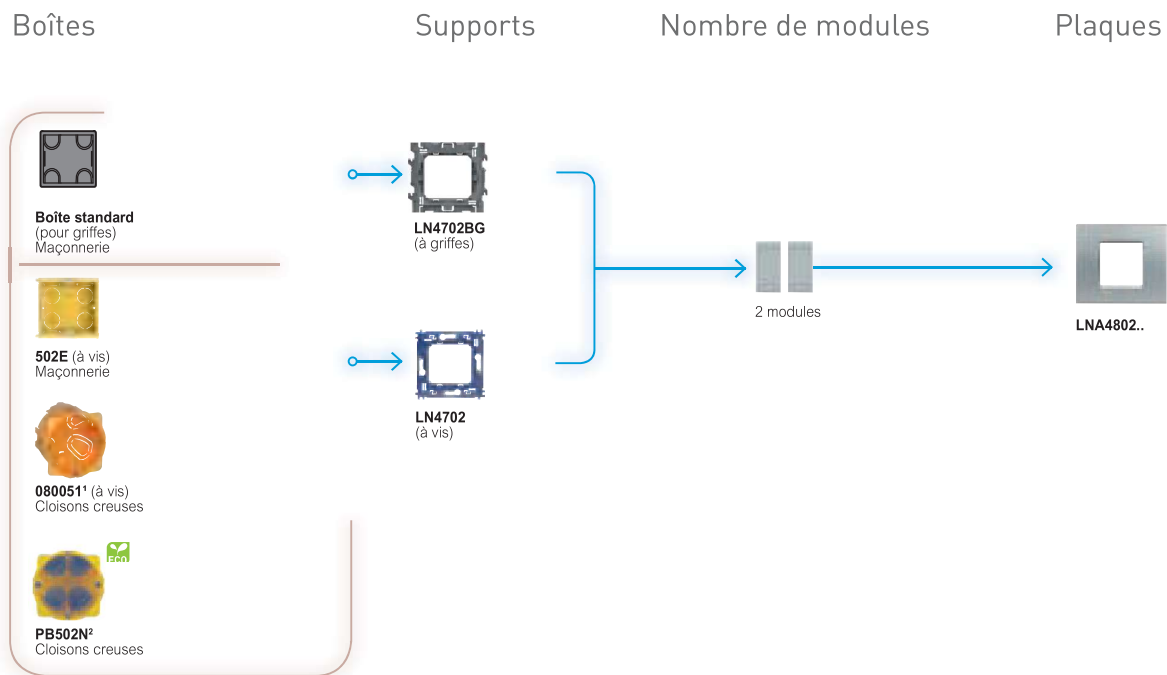 Boîtes
Supports
Nombre de modules
Plaques
Boîte standard
(pour griffes)
Maçonnerie
LN4702BG
(à griffes)
2 modules
LNA4802..
502E (à vis)
Maçonnerie
LN4702
(à vis)
080051¹ (à vis)
Cloisons creuses
ECO
PB502N²
Cloisons creuses